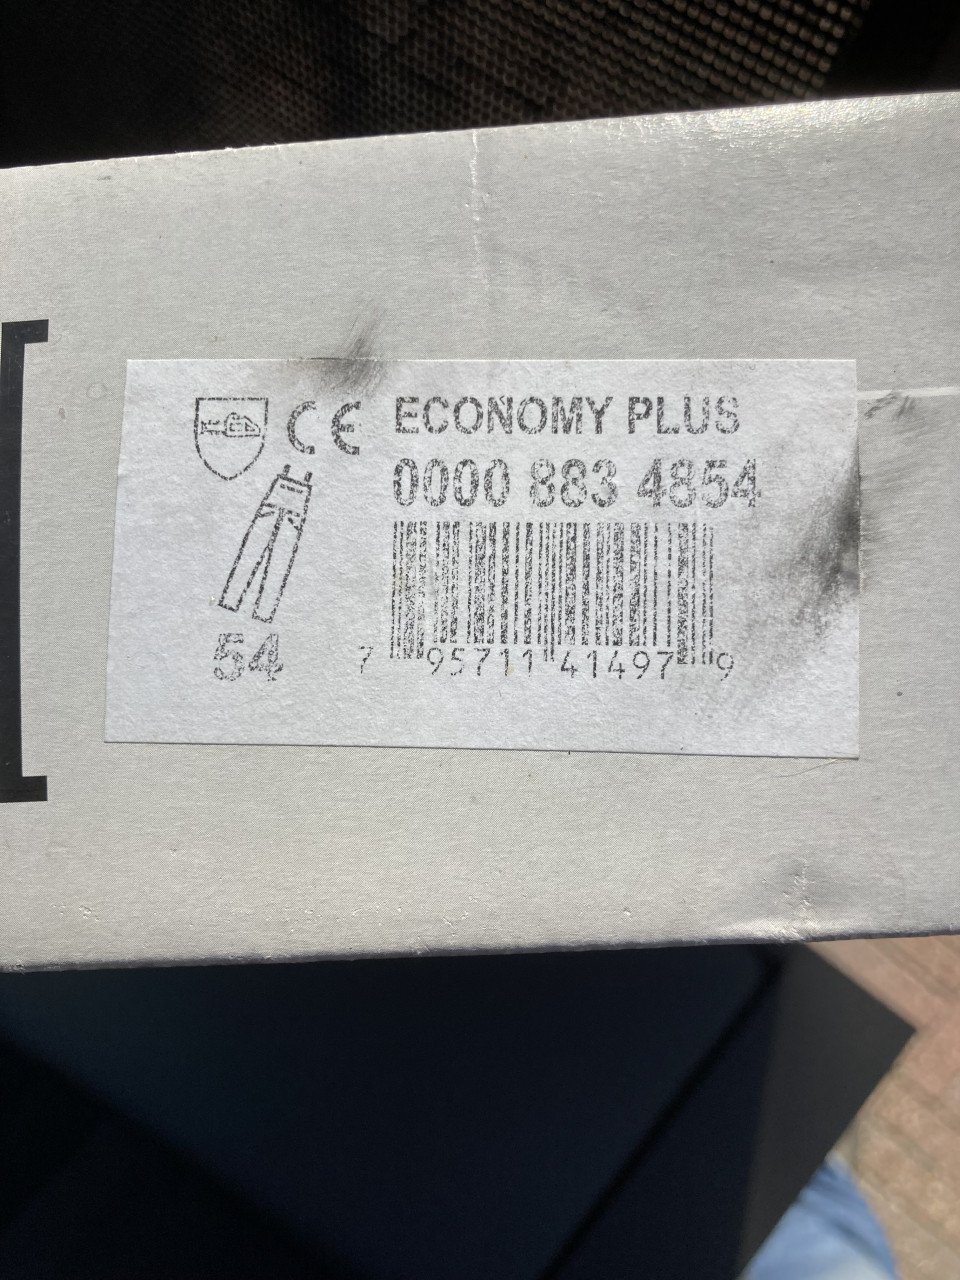 CE ECONOMY PLUS
0000 883 4854
54
7 95711 41497 9